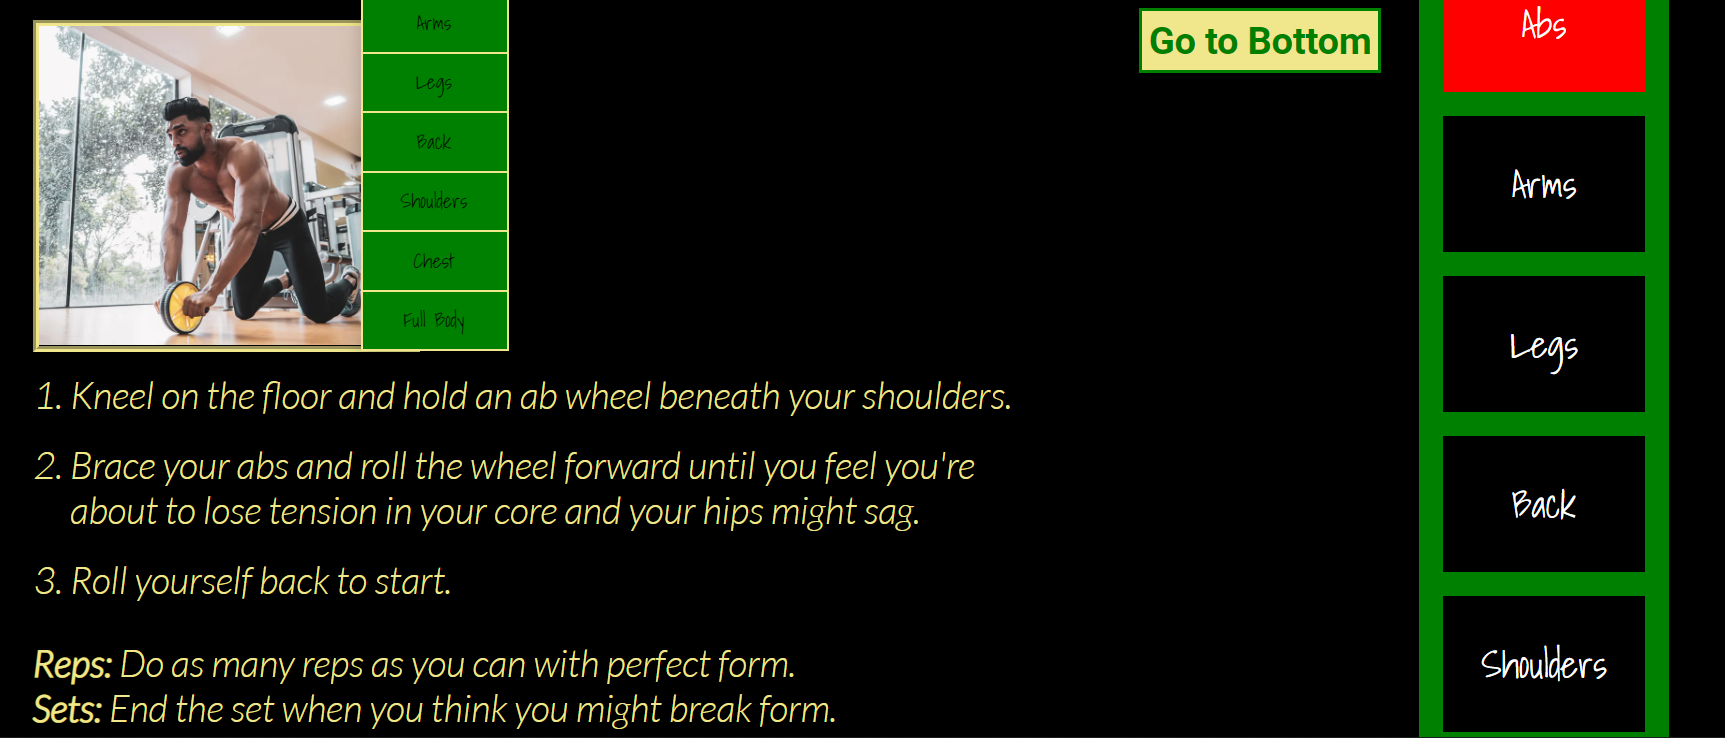 Arms
Legs
Back
Shoulders
Chest
Full Body
Go to Bottom
1. Kneel on the floor and hold an ab wheel beneath your shoulders.
2. Brace your abs and roll the wheel forward until you feel you're
about to lose tension in your core and your hips might sag.
3. Roll yourself back to start.
Reps: Do as many reps as you can with perfect form.
Sets: End the set when you think you might break form.
Abs
Arms
Legs
Back
Shoulders